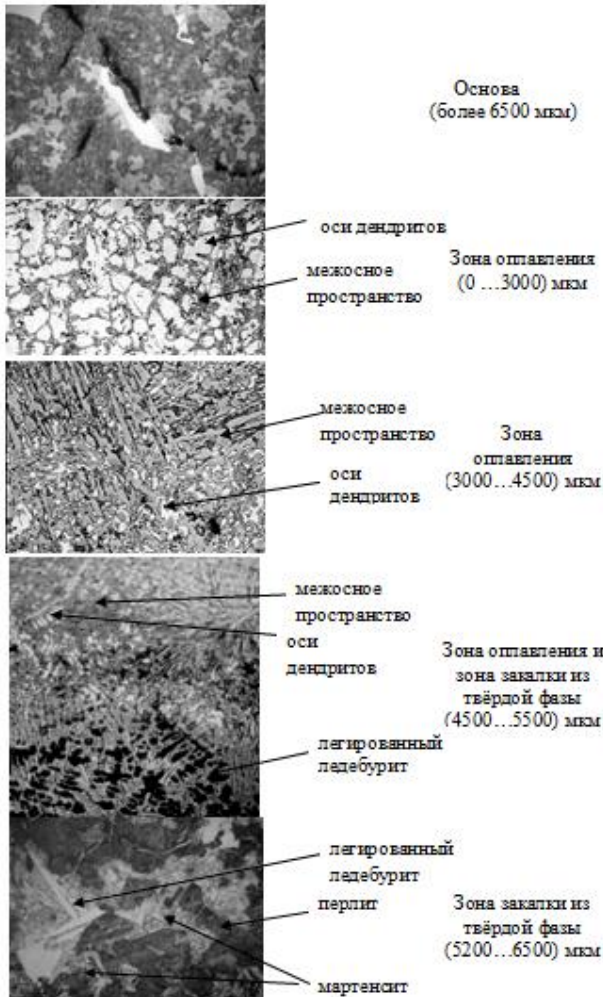 Основа
(более 6500 мкм)
оси дендритов
межосное
пространство
Зона оплавления
(0 …3000) мкм
межосное
пространство
оси
дендритов
Зона
оплавления
(3000…4500) мкм
межосное
пространство
оси
дендритов
легированный
ледебурит
Зона оплавления и
зона закалки из
твёрдой фазы
(4500…5500) мкм
легированный
ледебурит
перлит
мартенсит
Зона закалки из
твёрдой фазы
(5200…6500) мкм